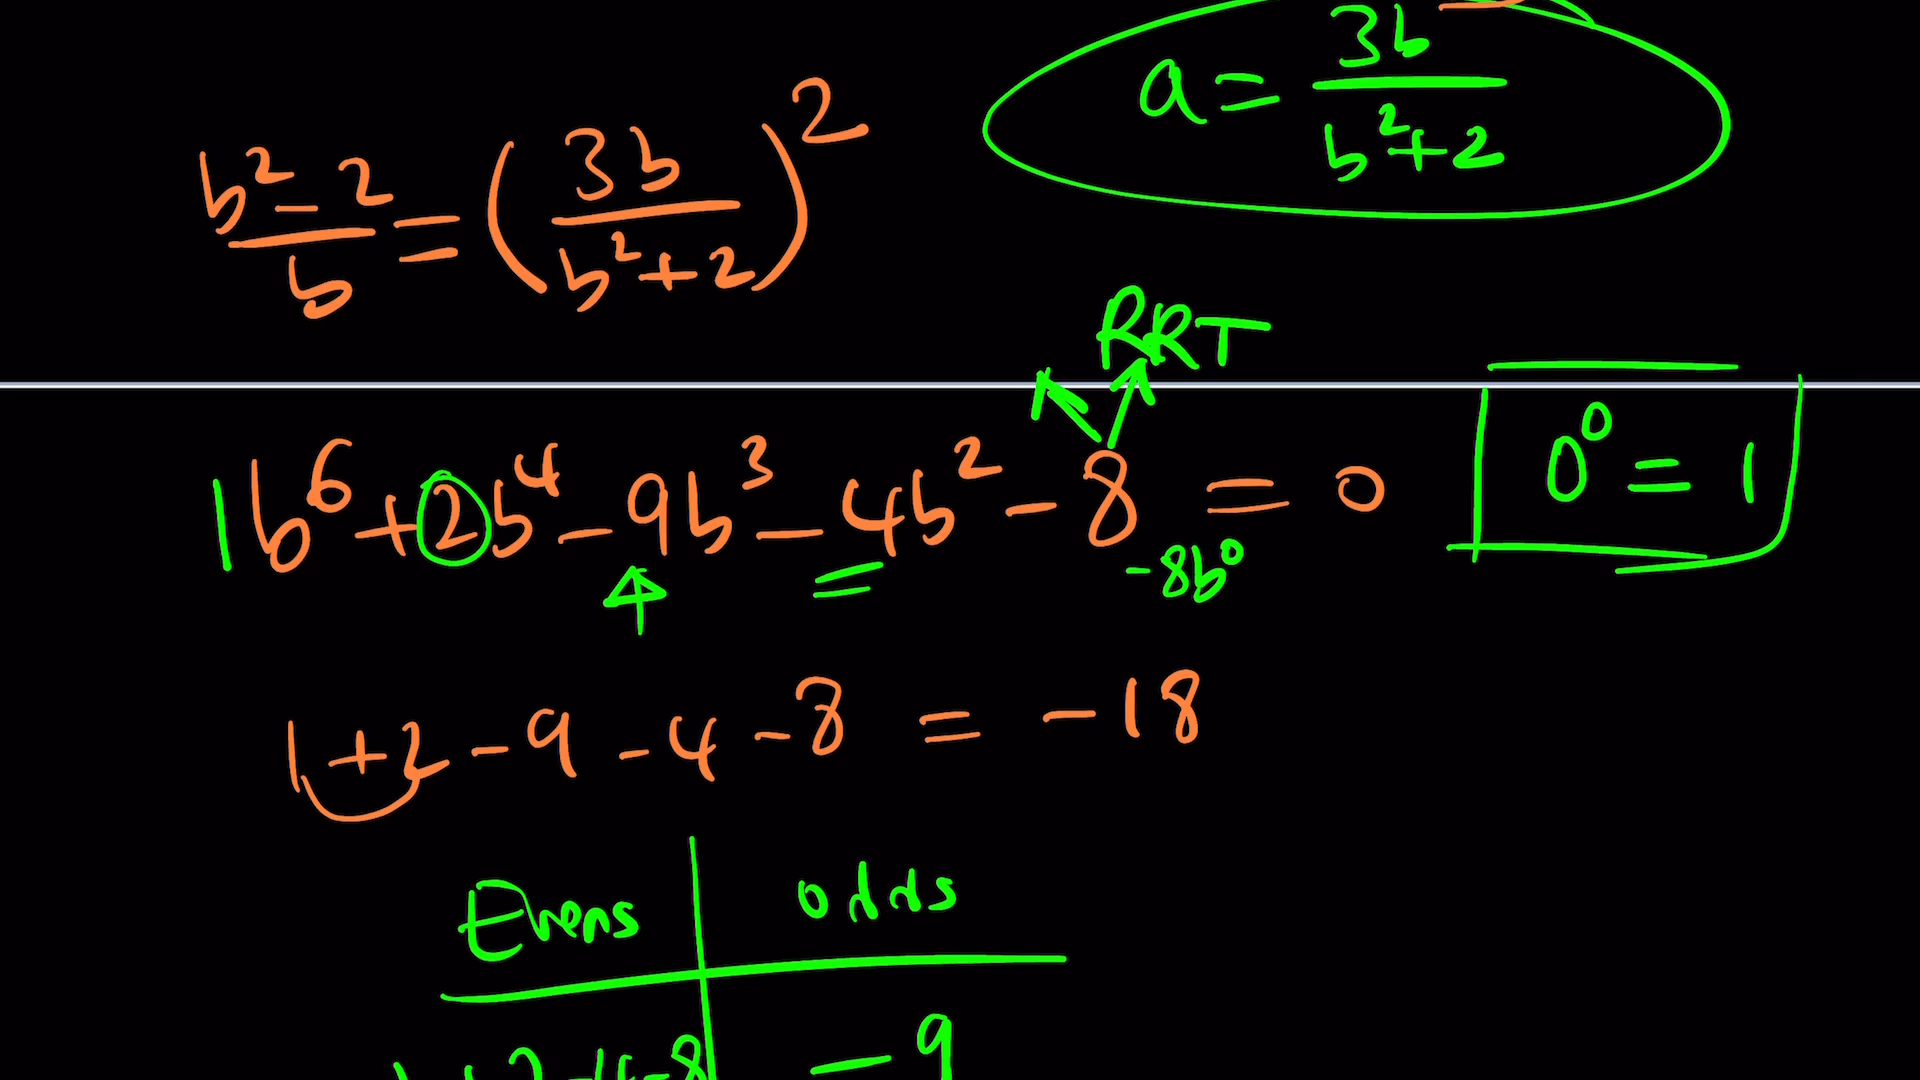 a = 3b / (b² + 2)
(b² - 2) / b = (3b / (b² + 2))²
RRT
1b⁶ + 2b⁴ - 9b³ - 4b² - 8 = 0
0⁰ = 1
-8b⁰
1 + 2 - 9 - 4 - 8 = -18
Evens odds
-9